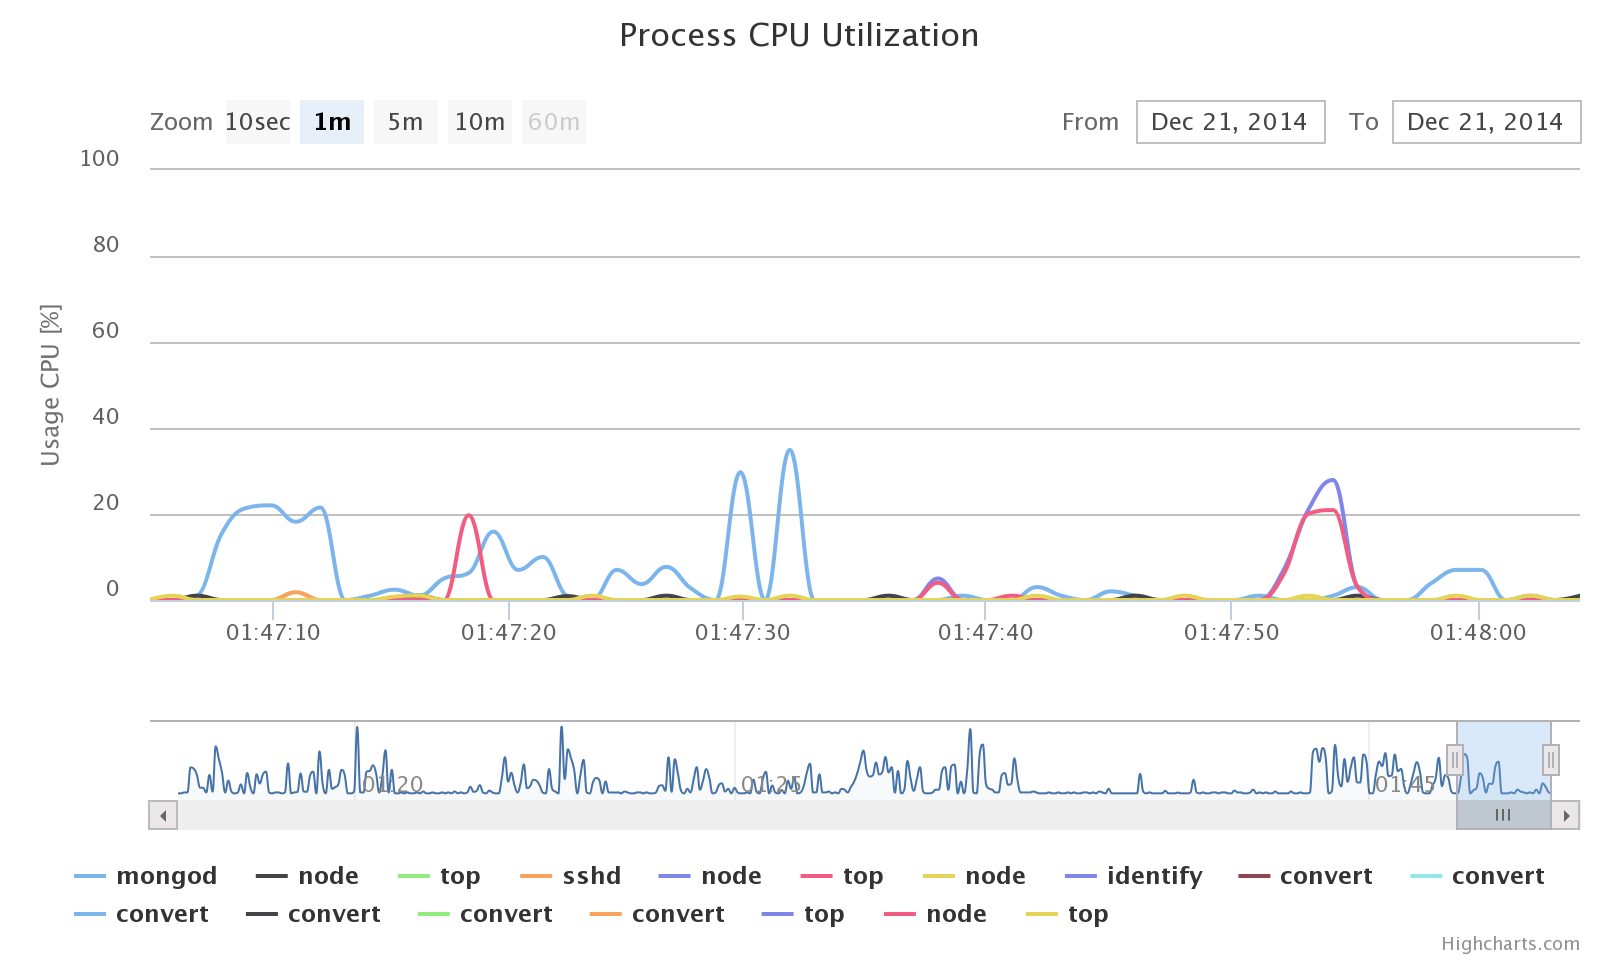 Process CPU Utilization
Zoom 10sec 1m 5m 10m 60m From Dec 21, 2014 To Dec 21, 2014
100
80
60
40
20
0
Usage CPU [%]
01:47:10 01:47:20 01:47:30 01:47:40 01:47:50 01:48:00
01:20 01:25 01:45
mongod node top sshd node top node identify convert convert
convert convert convert convert top node top
Highcharts.com